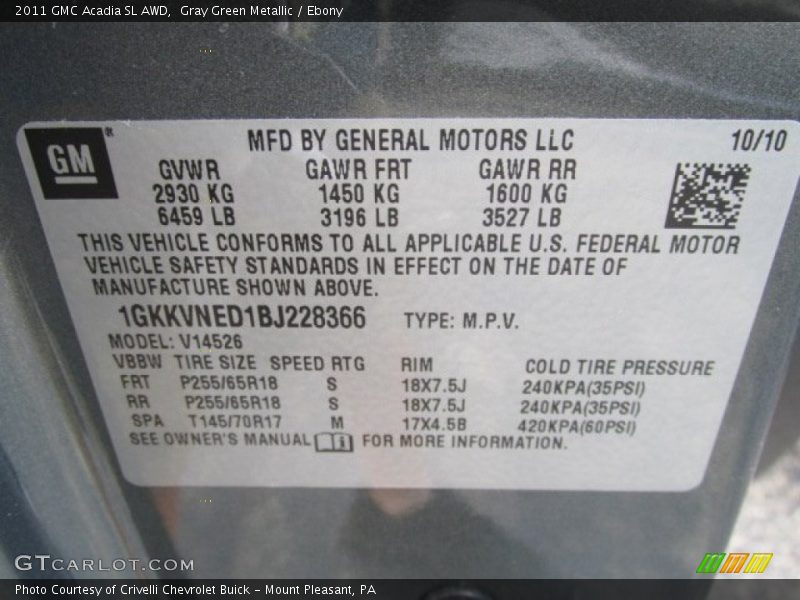 2011 GMC Acadia SL AWD,  Gray Green Metallic / Ebony
GM®
MFD BY GENERAL MOTORS LLC 10/10
GVWR GAWR FRT GAWR RR
2930 KG 1450 KG 1600 KG
6459 LB 3196 LB 3527 LB
THIS VEHICLE CONFORMS TO ALL APPLICABLE U.S. FEDERAL MOTOR
VEHICLE SAFETY STANDARDS IN EFFECT ON THE DATE OF
MANUFACTURE SHOWN ABOVE.
1GKKVNED1BJ228366 TYPE: M.P.V.
MODEL: V14526
VBBW TIRE SIZE SPEED RTG RIM COLD TIRE PRESSURE
FRT P255/65R18 S 18X7.5J 240KPA(35PSI)
RR P255/65R18 S 18X7.5J 240KPA(35PSI)
SPA T145/70R17 M 17X4.5B 420KPA(60PSI)
SEE OWNER'S MANUAL FOR MORE INFORMATION.
GTCARLOT.COM
Photo Courtesy of Crivelli Chevrolet Buick – Mount Pleasant, PA